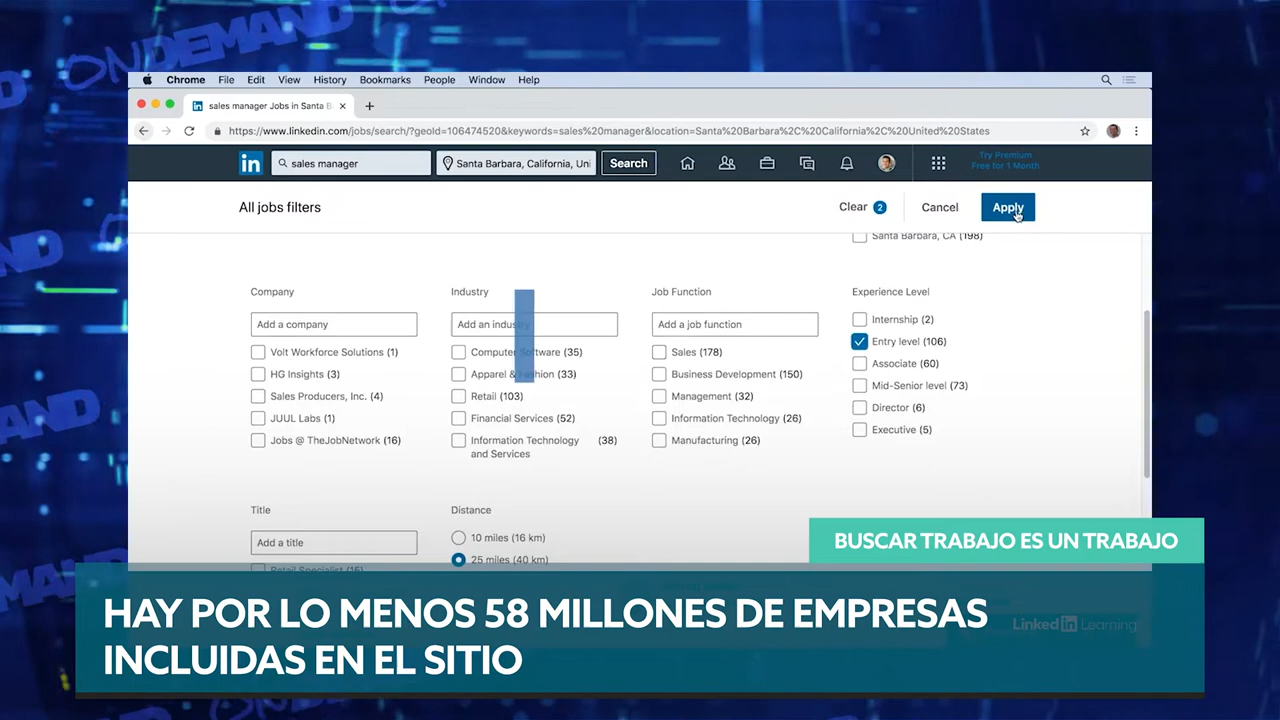 ONDEMAND
Chrome File Edit View History Bookmarks People Window Help
sales manager Jobs in Santa B
https://www.linkedin.com/jobs/search/?geoId=106474520&keywords=sales%20manager&location=Santa%20Barbara%2C%20California%2C%20United%20States
in sales manager Santa Barbara, California, Uni Search
Try Premium
Free for 1 Month
All jobs filters Clear 2 Cancel Apply
Santa Barbara, CA (198)
Company Industry Job Function Experience Level
Add a company Add an industry Add a job function Internship (2)
Entry level (106)
Volt Workforce Solutions (1) Computer Software (35) Sales (178) Associate (60)
HG Insights (3) Apparel & Fashion (33) Business Development (150) Mid-Senior level (73)
Sales Producers, Inc. (4) Retail (103) Management (32) Director (6)
JUUL Labs (1) Financial Services (52) Information Technology (26) Executive (5)
Jobs @ TheJobNetwork (16) Information Technology and Services (38) Manufacturing (26)
Title Distance
Add a title 10 miles (16 km)
25 miles (40 km)
Retail Specialist (15)
BUSCAR TRABAJO ES UN TRABAJO
HAY POR LO MENOS 58 MILLONES DE EMPRESAS
INCLUIDAS EN EL SITIO
Linked in Learning